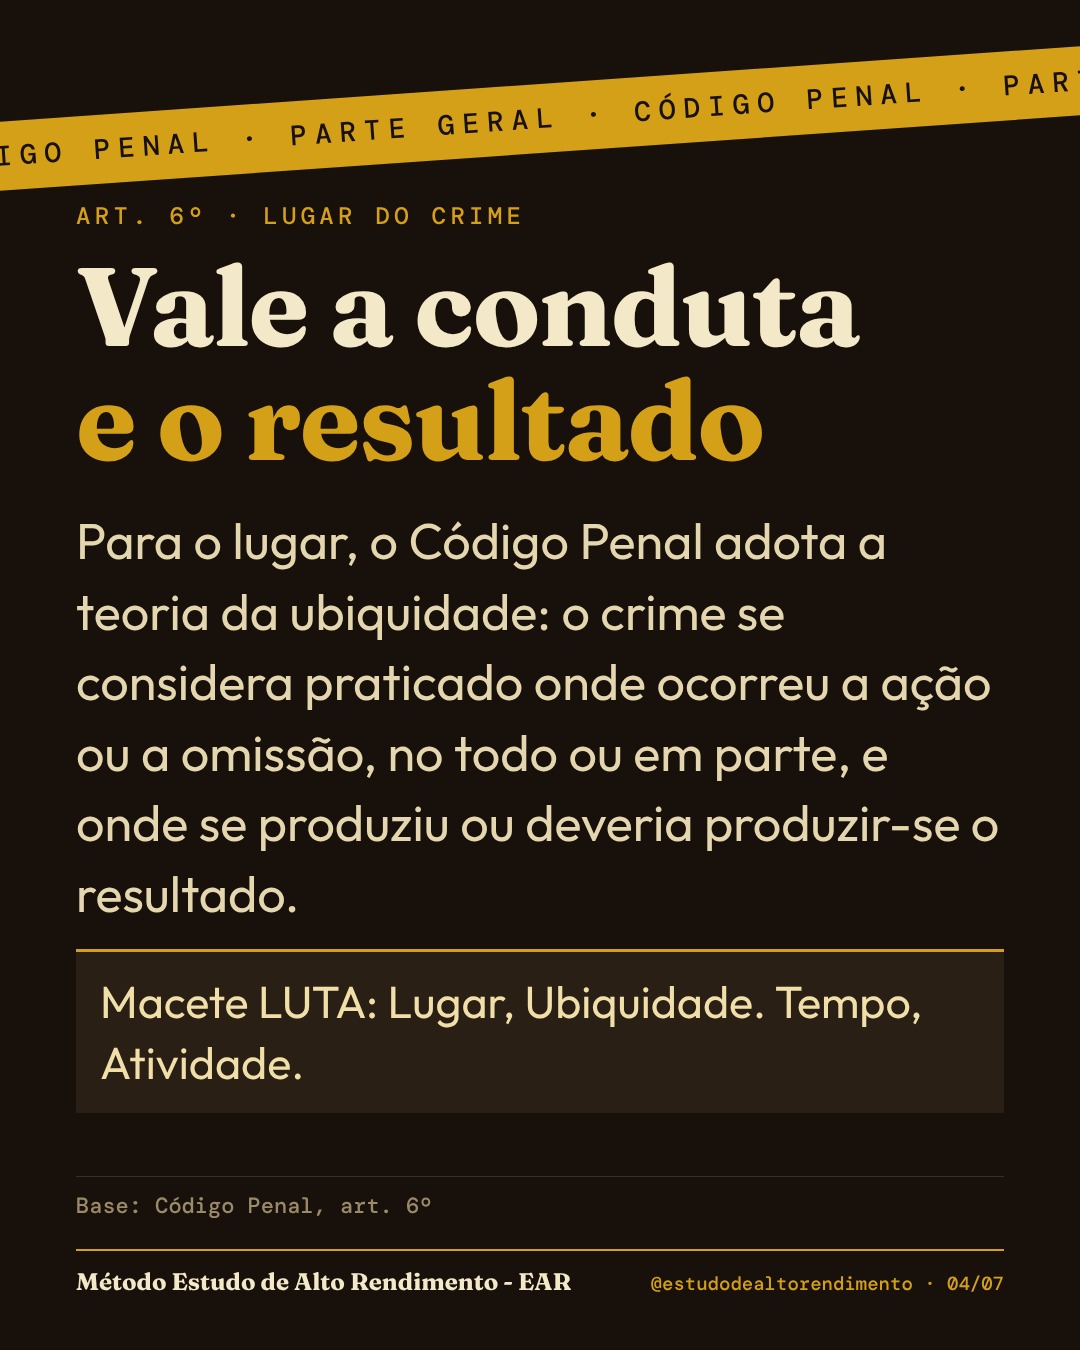 IGO PENAL · PARTE GERAL · CÓDIGO PENAL · PART
ART. 6º · LUGAR DO CRIME
Vale a conduta
e o resultado
Para o lugar, o Código Penal adota a
teoria da ubiquidade: o crime se
considera praticado onde ocorreu a ação
ou a omissão, no todo ou em parte, e
onde se produziu ou deveria produzir-se o
resultado.
Macete LUTA: Lugar, Ubiquidade. Tempo,
Atividade.
Base: Código Penal, art. 6º
Método Estudo de Alto Rendimento - EAR
@estudodealtorendimento · 04/07